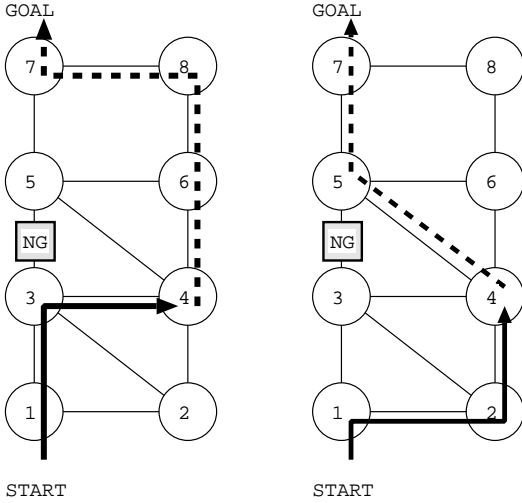 GOAL GOAL
7 8 7 8
5 6 5 6
NG NG
3 4 3 4
1 2 1 2
START START